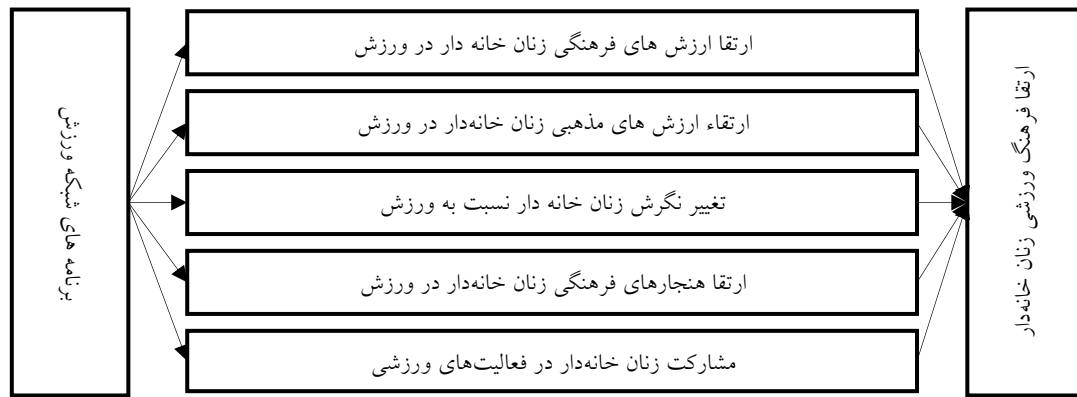 برنامه های شبکه ورزش
ارتقا ارزش های فرهنگی زنان خانه دار در ورزش
ارتقاء ارزش های مذهبی زنان خانه‌دار در ورزش
تغییر نگرش زنان خانه دار نسبت به ورزش
ارتقا هنجارهای فرهنگی زنان خانه‌دار در ورزش
مشارکت زنان خانه‌دار در فعالیت‌های ورزشی
ارتقا فرهنگ ورزشی زنان خانه‌دار